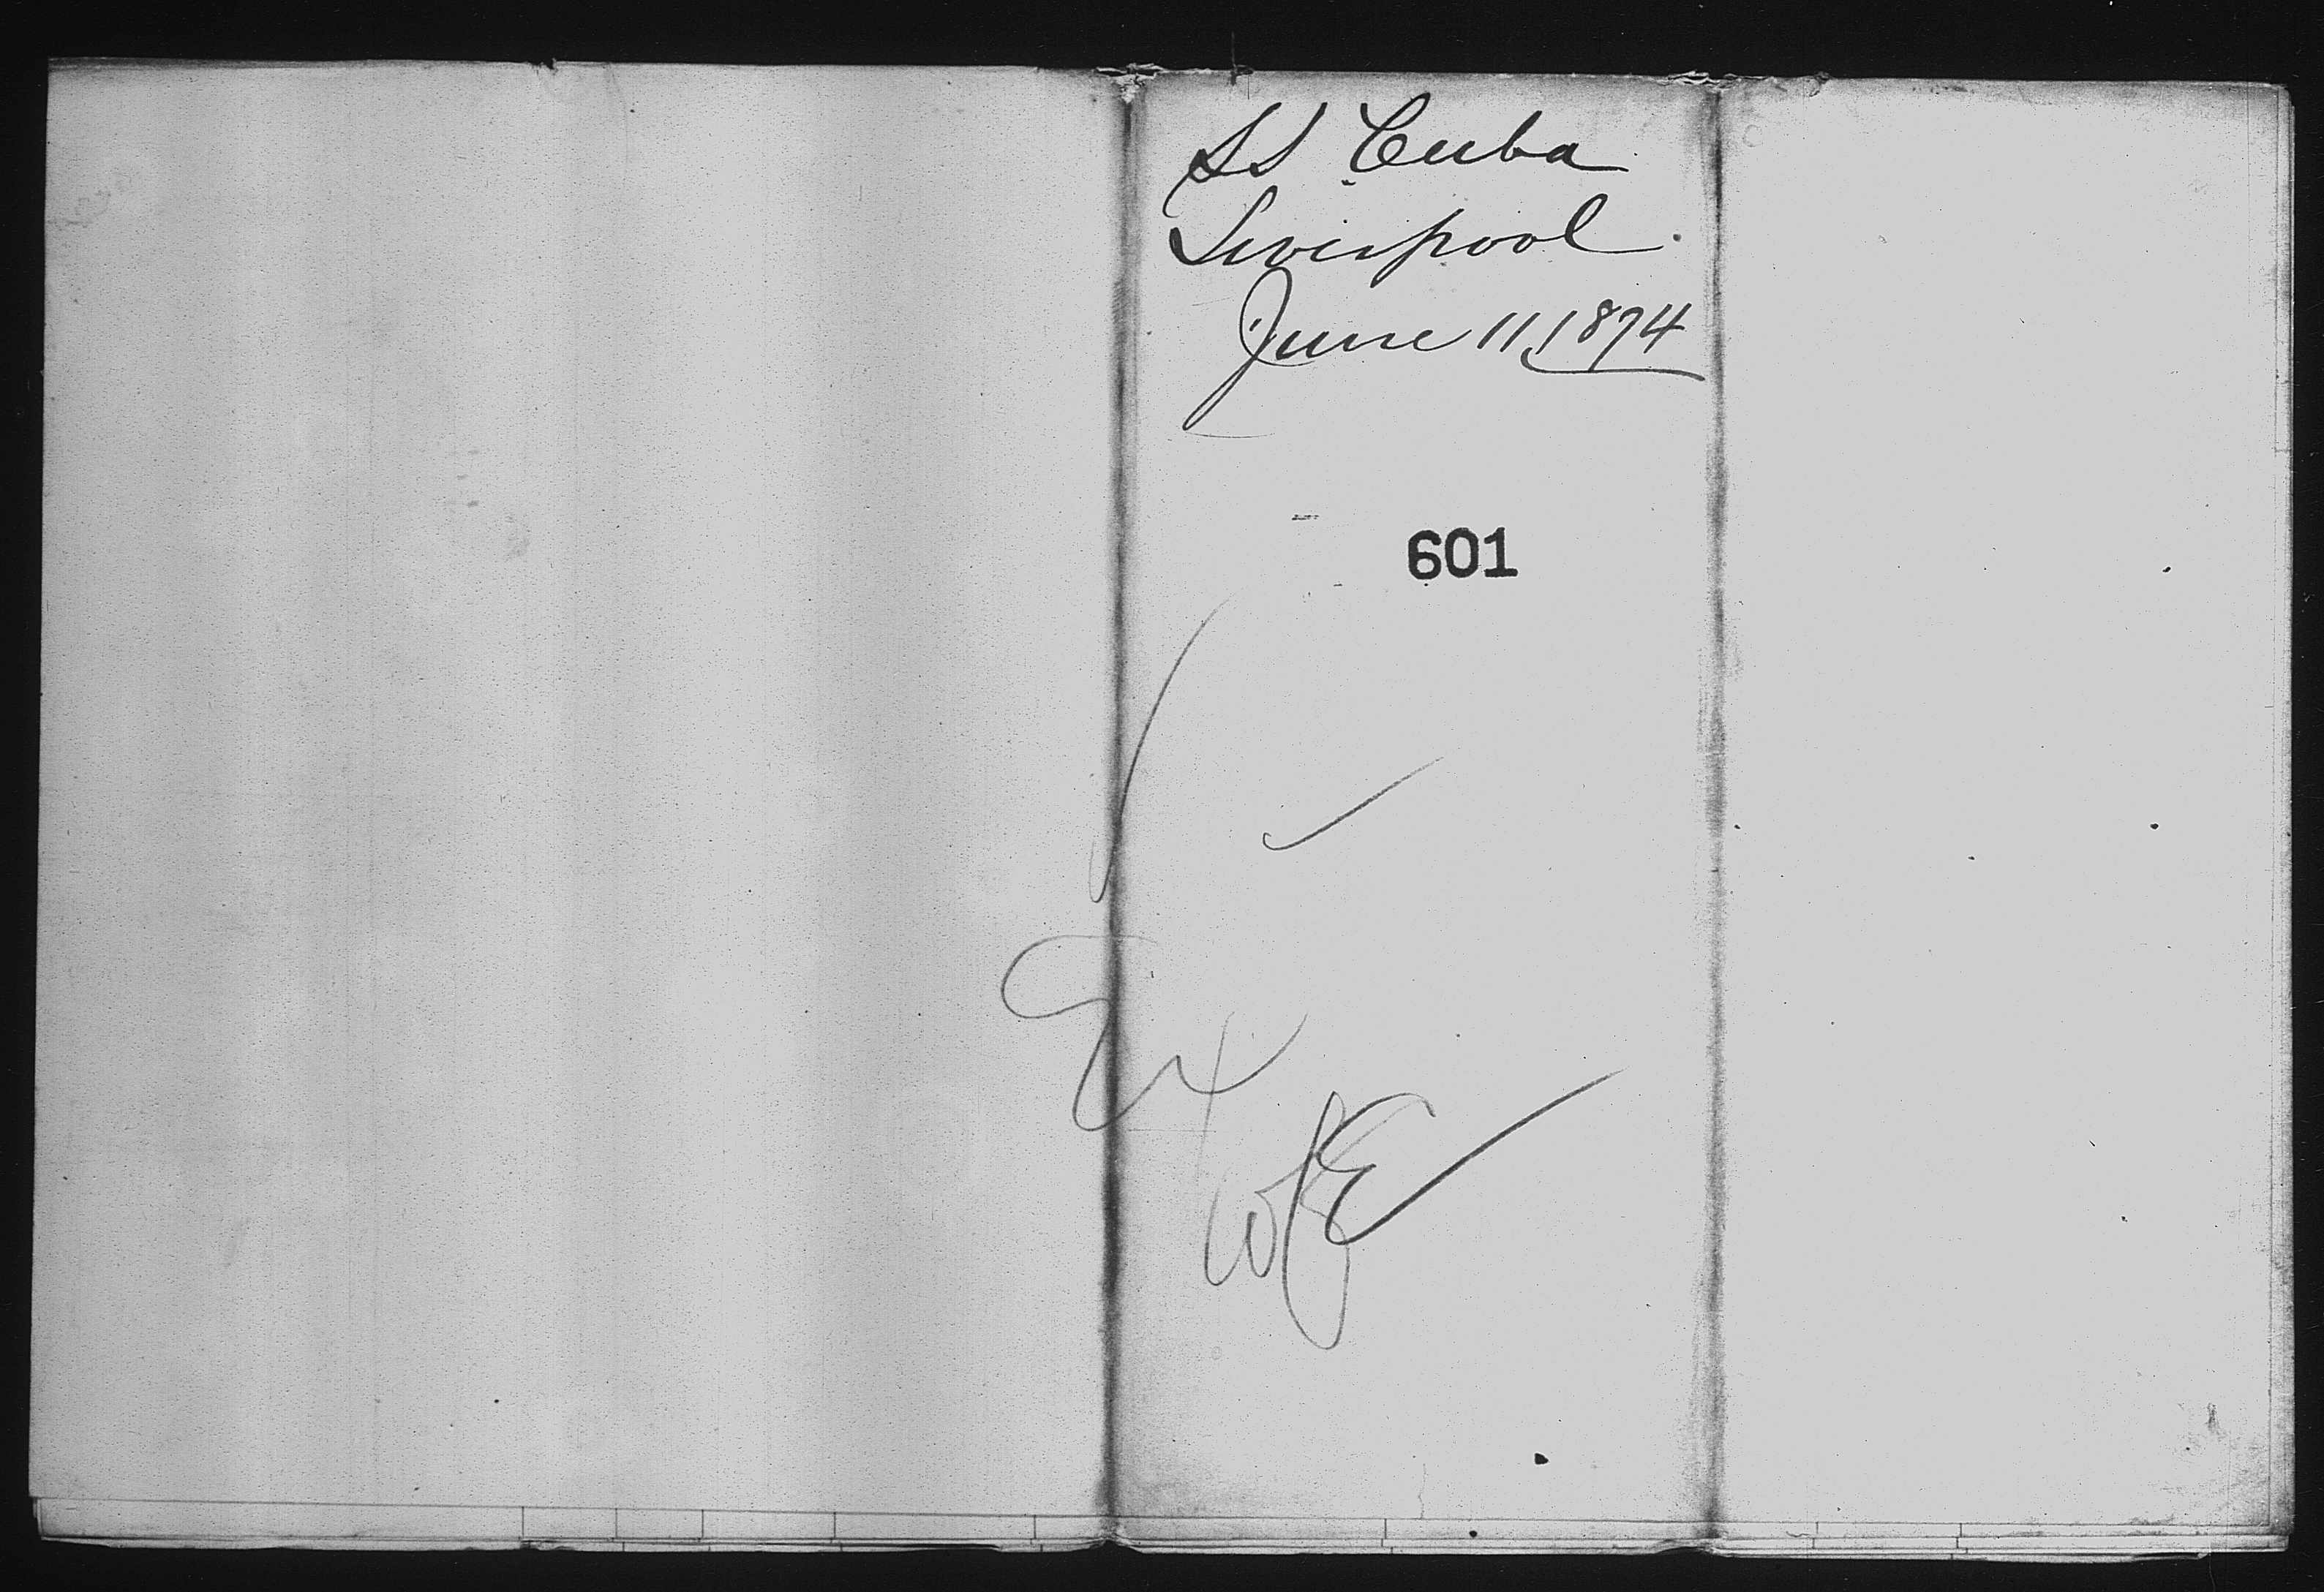 SS Cuba
Liverpool.
June 11, 1874
601
Ex